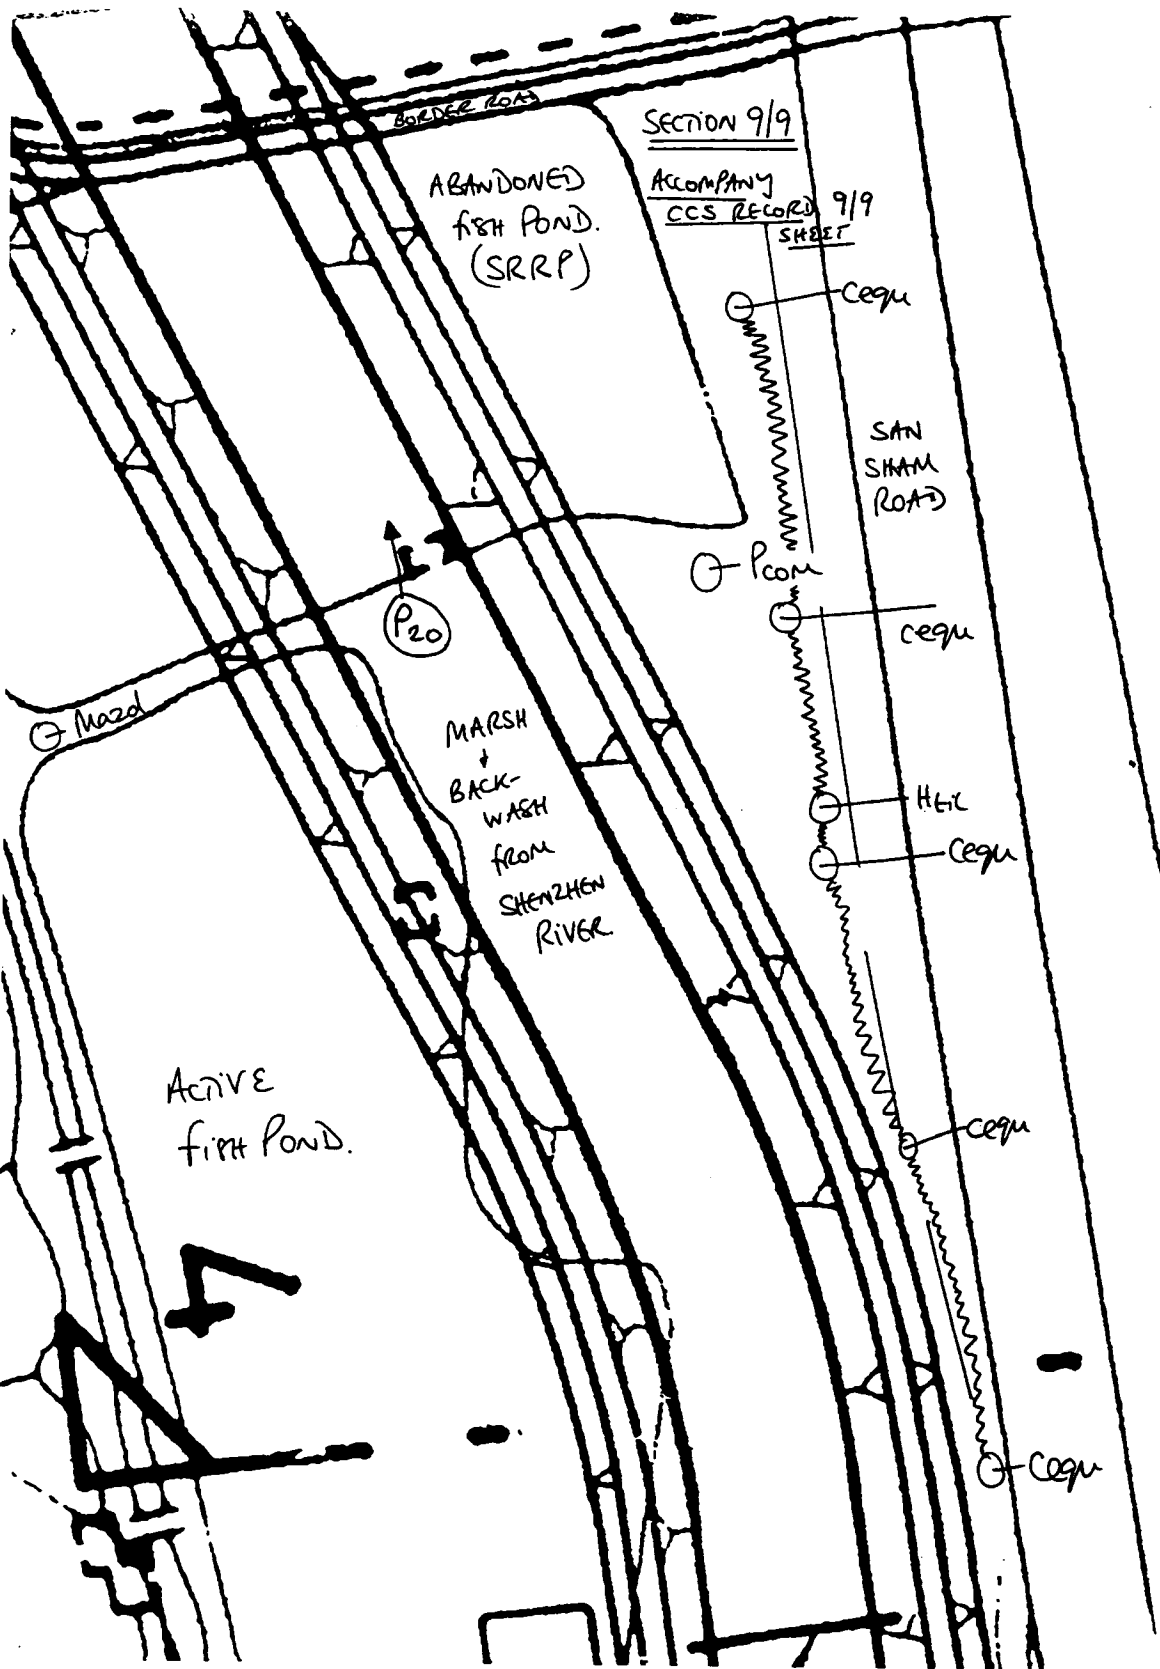 BORDER ROAD
SECTION 9/9
ACCOMPANY
CCS RECORD 9/9
SHEET
ABANDONED
FISH POND.
(SRRP)
Cequ
SAN
SHAM
ROAD
Pcom
P20
Cequ
Mazd
MARSH
+
BACK-
WASH
FROM
SHENZHEN
RIVER.
Htil
Cequ
ACTIVE
FISH POND.
Cequ
Cequ